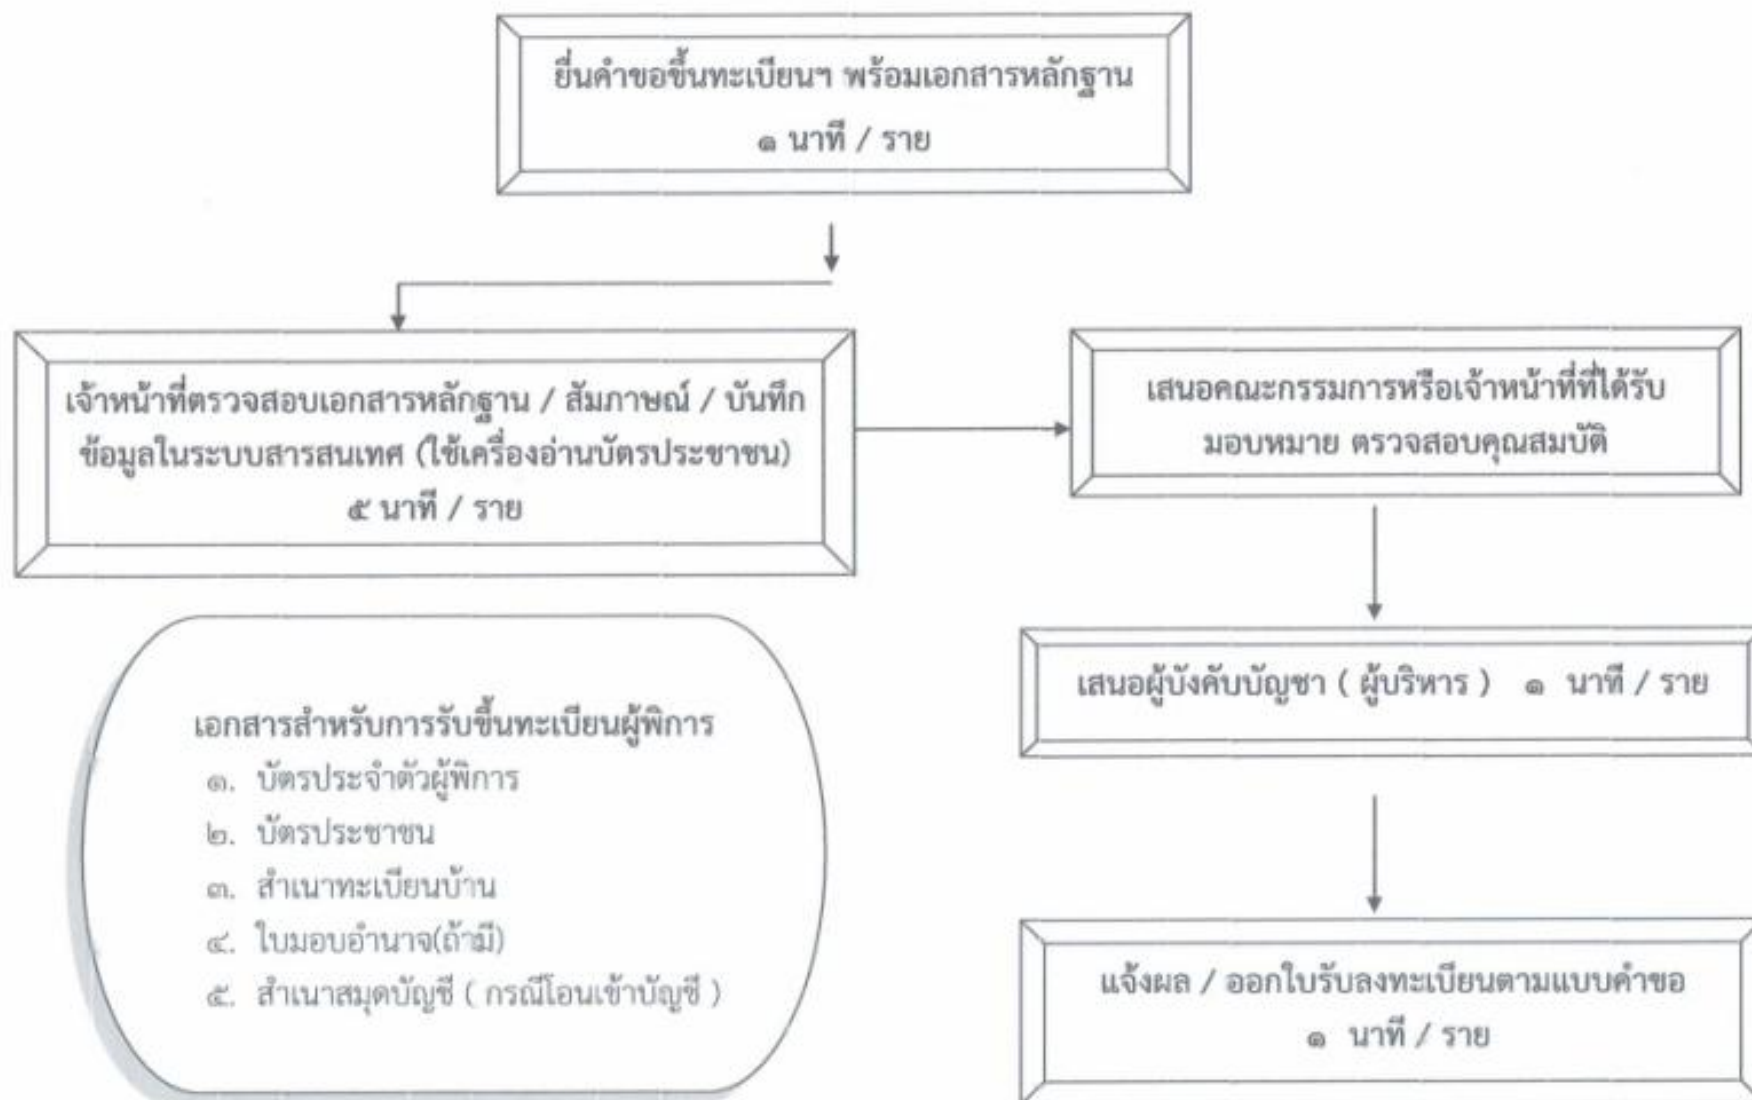 ยื่นคำขอขึ้นทะเบียนฯ พร้อมเอกสารหลักฐาน
๑ นาที / ราย
เจ้าหน้าที่ตรวจสอบเอกสารหลักฐาน / สัมภาษณ์ / บันทึก
ข้อมูลในระบบสารสนเทศ (ใช้เครื่องอ่านบัตรประชาชน)
๕ นาที / ราย
เสนอคณะกรรมการหรือเจ้าหน้าที่ที่ได้รับ
มอบหมาย ตรวจสอบคุณสมบัติ
เสนอผู้บังคับบัญชา ( ผู้บริหาร ) ๑ นาที / ราย
แจ้งผล / ออกใบรับลงทะเบียนตามแบบคำขอ
๑ นาที / ราย
เอกสารสำหรับการรับขึ้นทะเบียนผู้พิการ
๑. บัตรประจำตัวผู้พิการ
๒. บัตรประชาชน
๓. สำเนาทะเบียนบ้าน
๔. ใบมอบอำนาจ(ถ้ามี)
๕. สำเนาสมุดบัญชี ( กรณีโอนเข้าบัญชี )